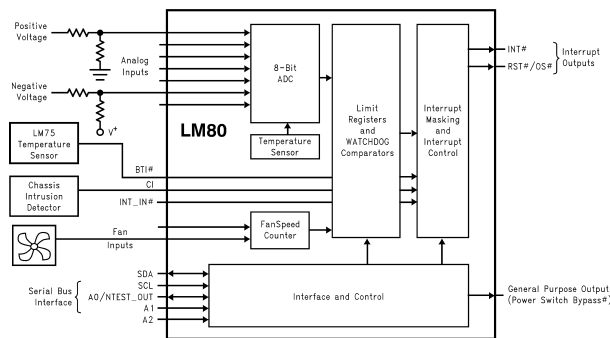 Positive
Voltage
Analog
Inputs
Negative
Voltage
V+
8-Bit
ADC
LM80
Temperature
Sensor
Limit
Registers
and
WATCHDOG
Comparators
Interrupt
Masking
and
Interrupt
Control
INT#
RST#/OS#
Interrupt
Outputs
LM75
Temperature
Sensor
BTI#
Chassis
Intrusion
Detector
CI
INT_IN#
Fan
Inputs
FanSpeed
Counter
Serial Bus
Interface
SDA
SCL
A0/NTEST_OUT
A1
A2
Interface and Control
General Purpose Output
(Power Switch Bypass#)